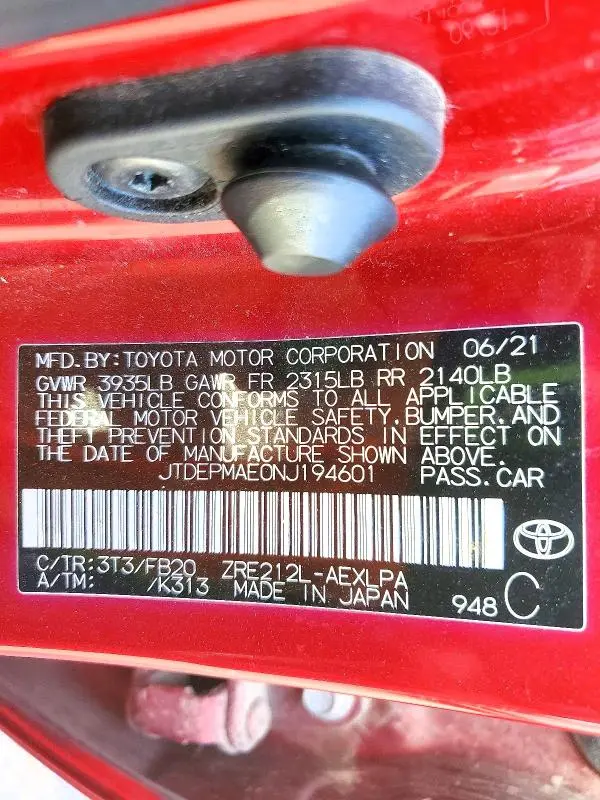 MFD.BY:TOYOTA MOTOR CORPORATION 06/21
GVWR 3935LB GAWR FR 2315LB RR 2140LB
THIS VEHICLE CONFORMS TO ALL APPLICABLE
FEDERAL MOTOR VEHICLE SAFETY,BUMPER,AND
THEFT PREVENTION STANDARDS IN EFFECT ON
THE DATE OF MANUFACTURE SHOWN ABOVE.
JTDEPMAE0NJ194601 PASS.CAR
C/TR:3T3/FB20 ZRE212L-AEXLPA
A/TM: /K313 MADE IN JAPAN 948 C